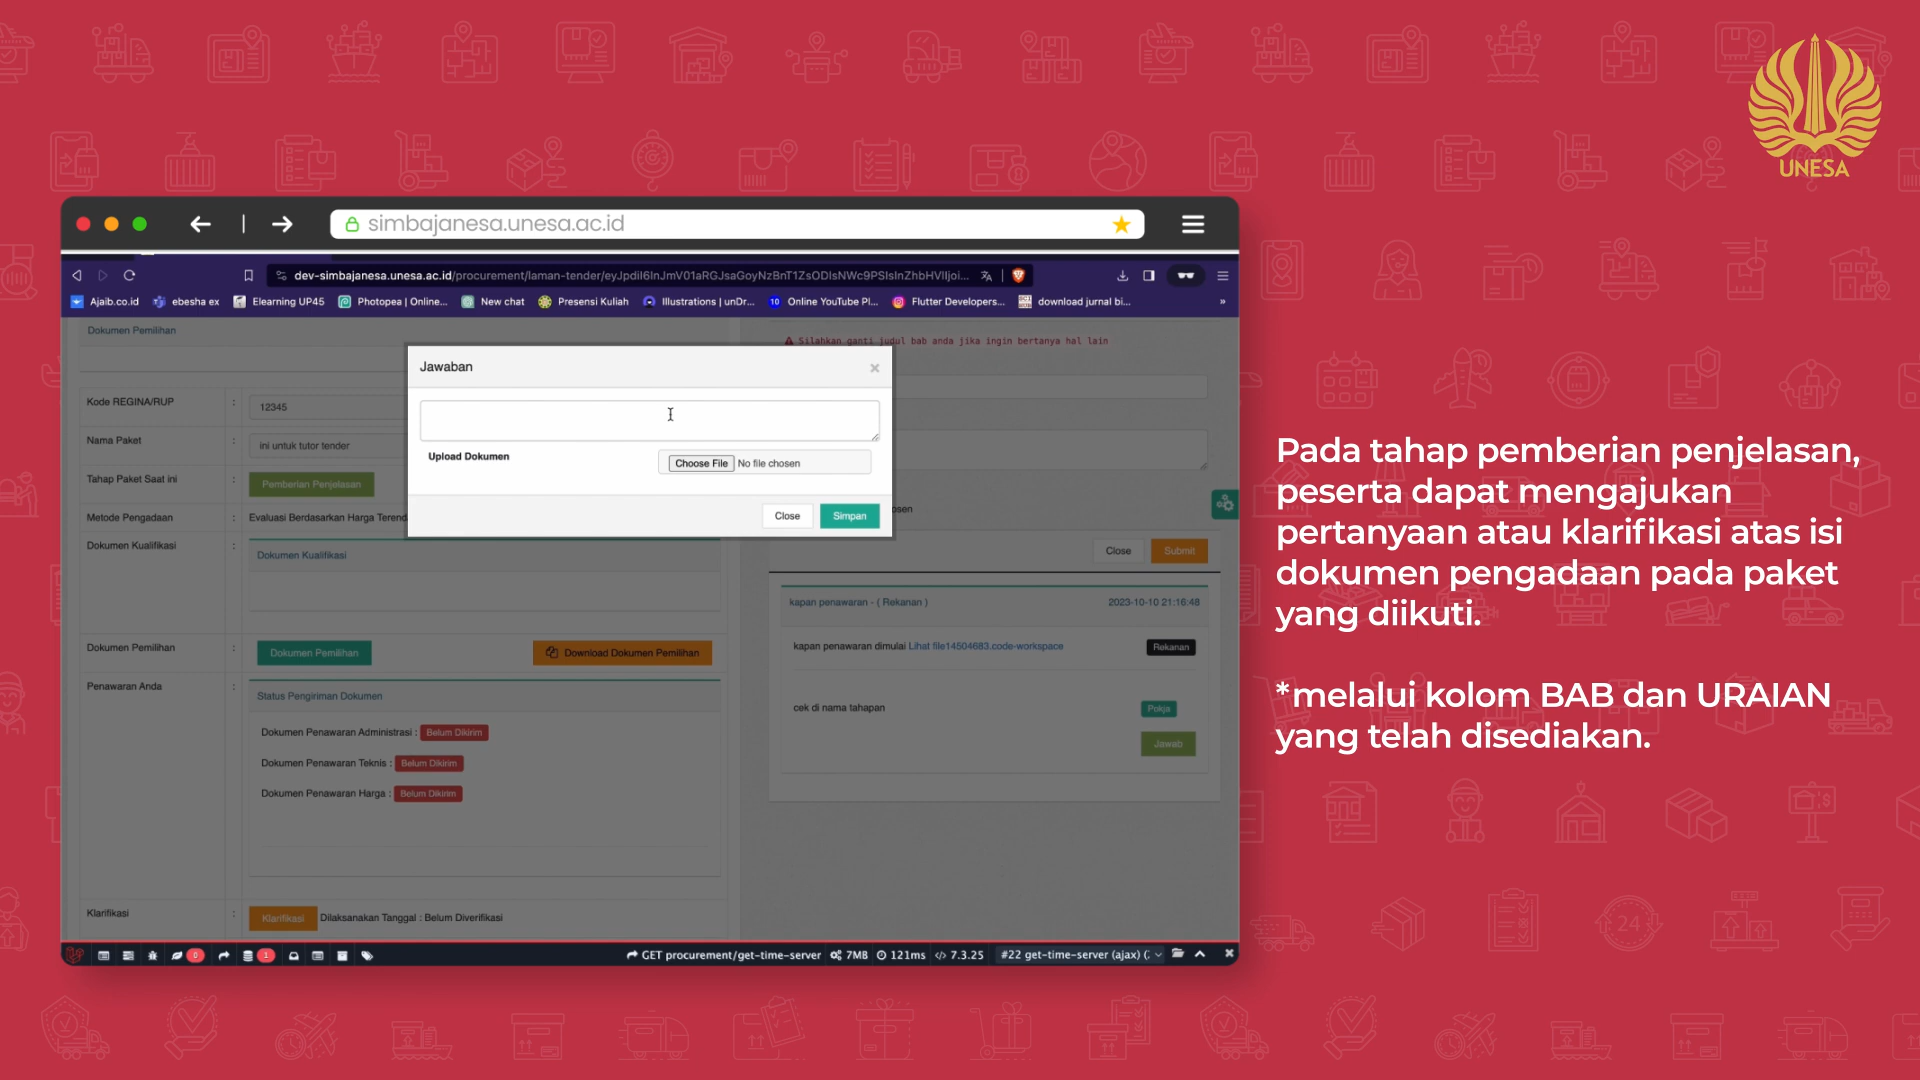 UNESA
simbajanesa.unesa.ac.id
dev-simbajanesa.unesa.ac.id/procurement/laman-tender/eyJpdiI6InJmV01aRGJsaGoyNzBnT1ZsODlsNWc9PSIsInZhbHVlIjoi...
Ajaib.co.id
ebesha ex
Elearning UP45
Photopea | Online...
New chat
Presensi Kuliah
Illustrations | unDr...
10 Online YouTube Pl...
Flutter Developers...
download jurnal bi...
»
Dokumen Pemilihan
Silahkan ganti judul bab anda jika ingin bertanya hal lain
Jawaban
×
Upload Dokumen
Choose File No file chosen
Close
Simpan
Kode REGINA/RUP : 12345
Nama Paket : ini untuk tutor tender
Tahap Paket Saat ini : Pemberian Penjelasan
Metode Pengadaan : Evaluasi Berdasarkan Harga Terend
osen
Dokumen Kualifikasi : Dokumen Kualifikasi
Close
Submit
kapan penawaran - ( Rekanan ) 2023-10-10 21:16:48
kapan penawaran dimulai Lihat file14504683.code-workspace Rekanan
cek di nama tahapan Pokja
Jawab
Dokumen Pemilihan : Dokumen Pemilihan Download Dokumen Pemilihan
Penawaran Anda : Status Pengiriman Dokumen
Dokumen Penawaran Administrasi : Belum Dikirim
Dokumen Penawaran Teknis : Belum Dikirim
Dokumen Penawaran Harga : Belum Dikirim
Klarifikasi : Klarifikasi Dilaksanakan Tanggal : Belum Diverifikasi
0
1
GET procurement/get-time-server 7MB 121ms 7.3.25 #22 get-time-server (ajax) (
Pada tahap pemberian penjelasan,
peserta dapat mengajukan
pertanyaan atau klarifikasi atas isi
dokumen pengadaan pada paket
yang diikuti.
*melalui kolom BAB dan URAIAN
yang telah disediakan.